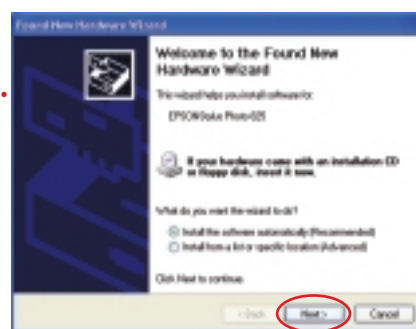 Found New Hardware Wizard
Welcome to the Found New
Hardware Wizard
This wizard helps you install software for:
EPSON Stylus Photo 825
If your hardware came with an installation CD
or floppy disk, insert it now.
What do you want the wizard to do?
Install the software automatically (Recommended)
Install from a list or specific location (Advanced)
Click Next to continue.
< Back
Next >
Cancel